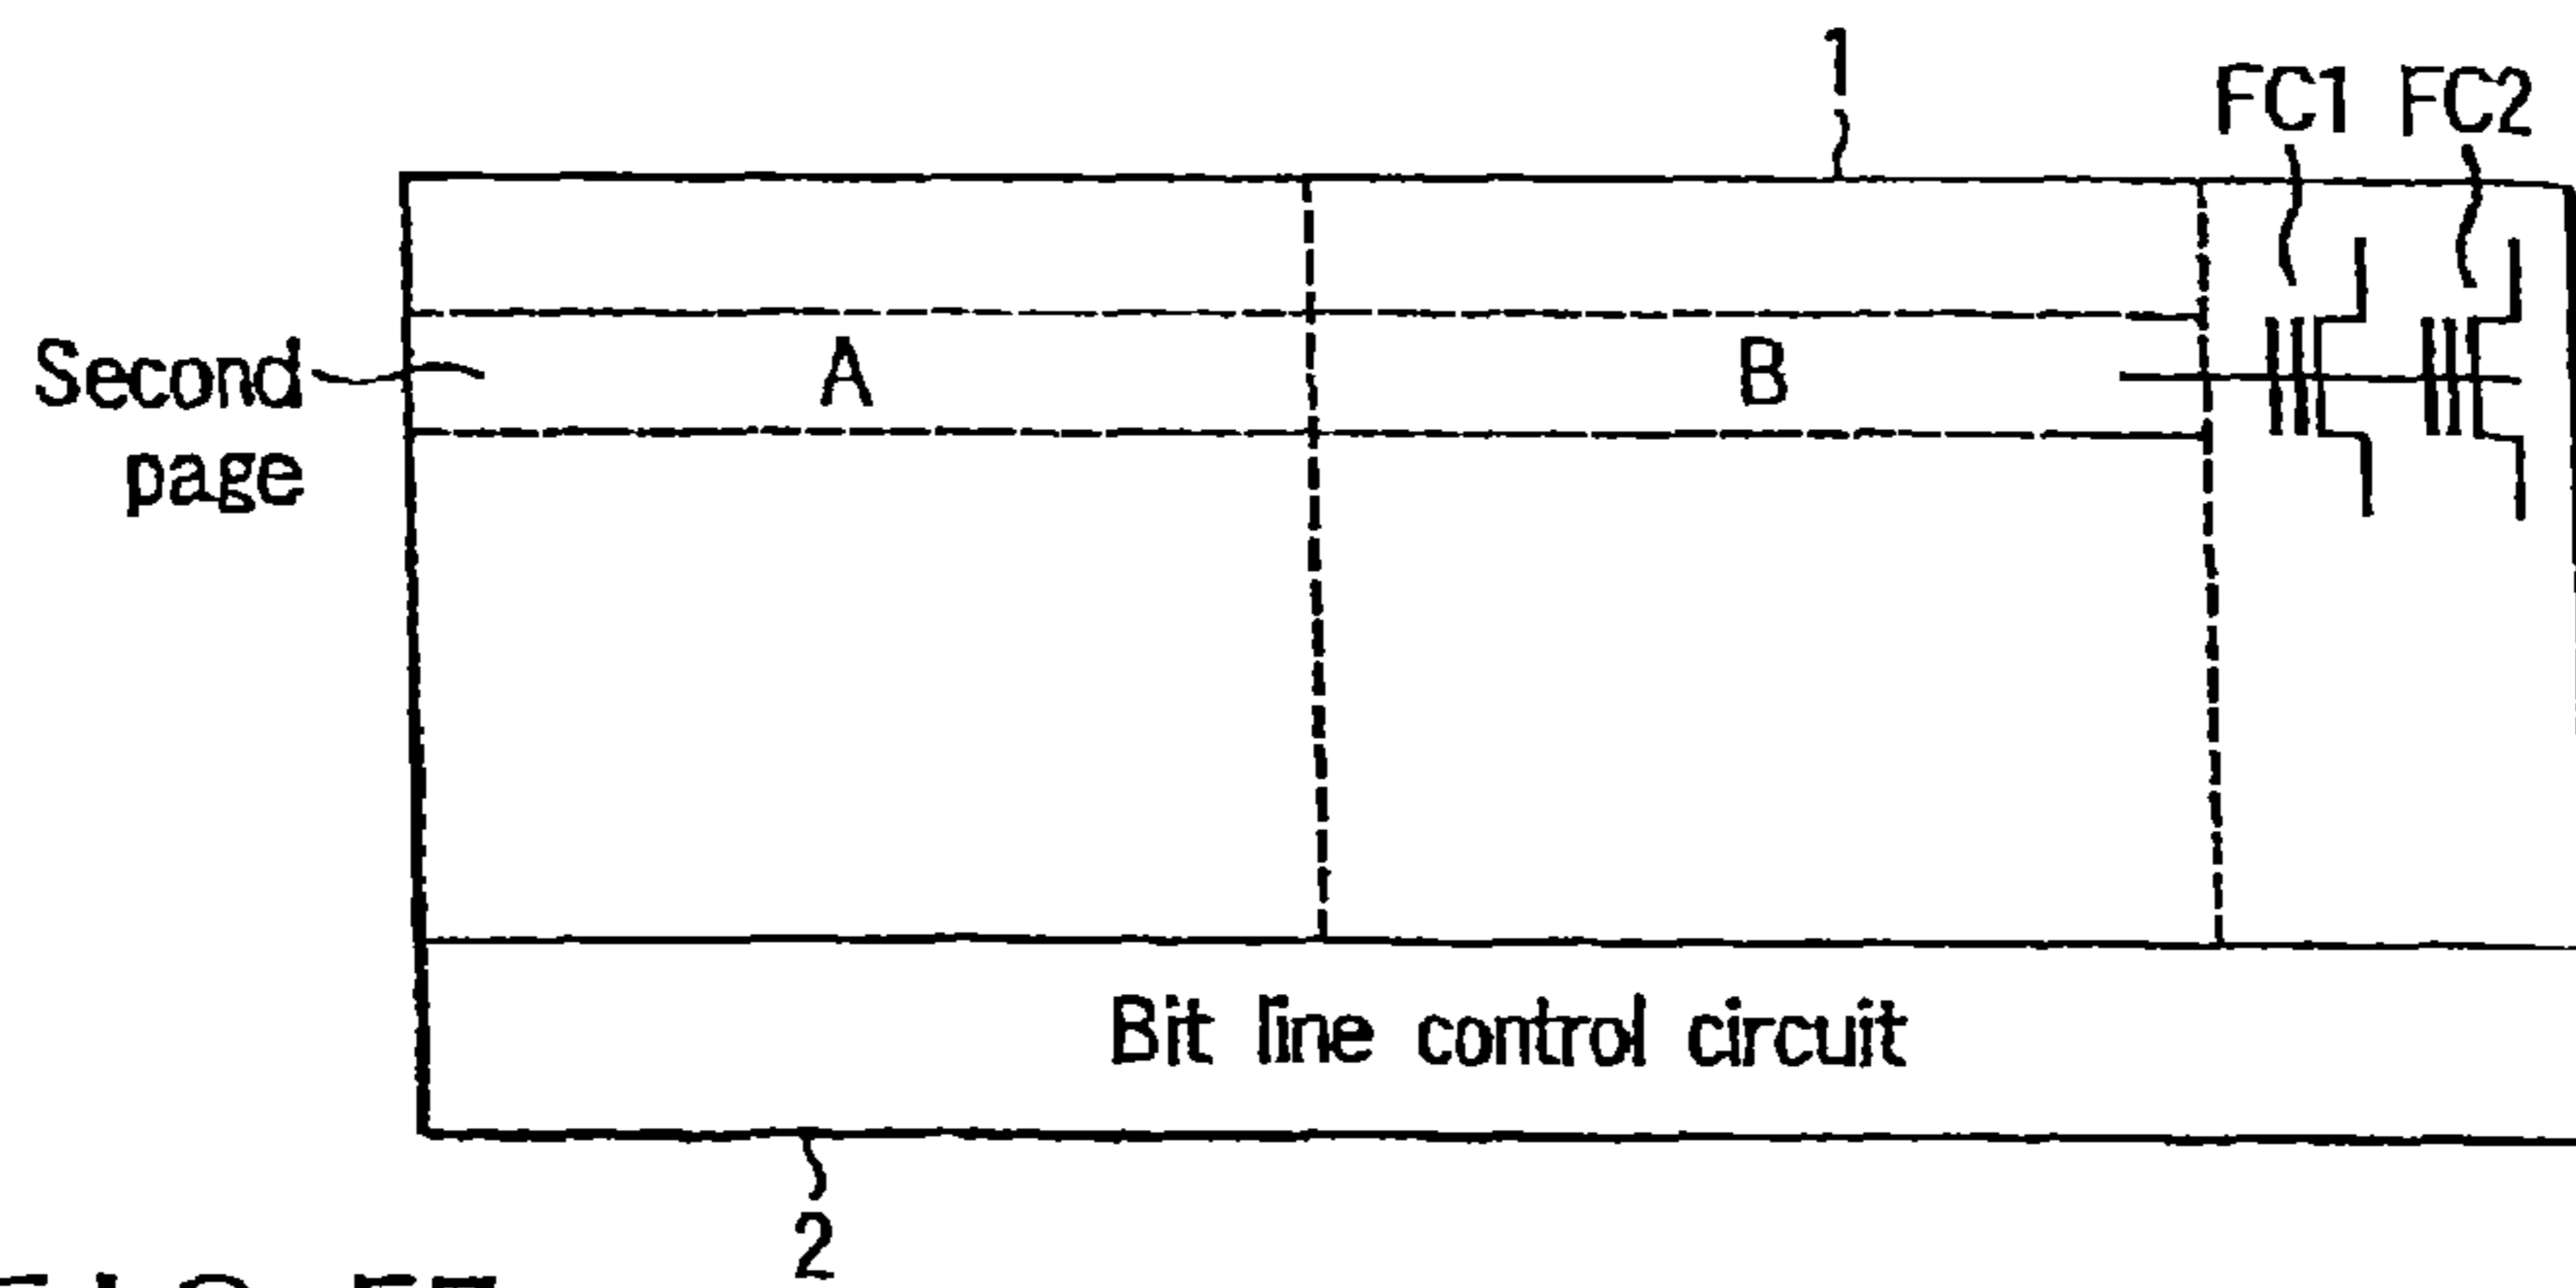 1
FC1 FC2
Second
page
A
B
Bit line control circuit
2